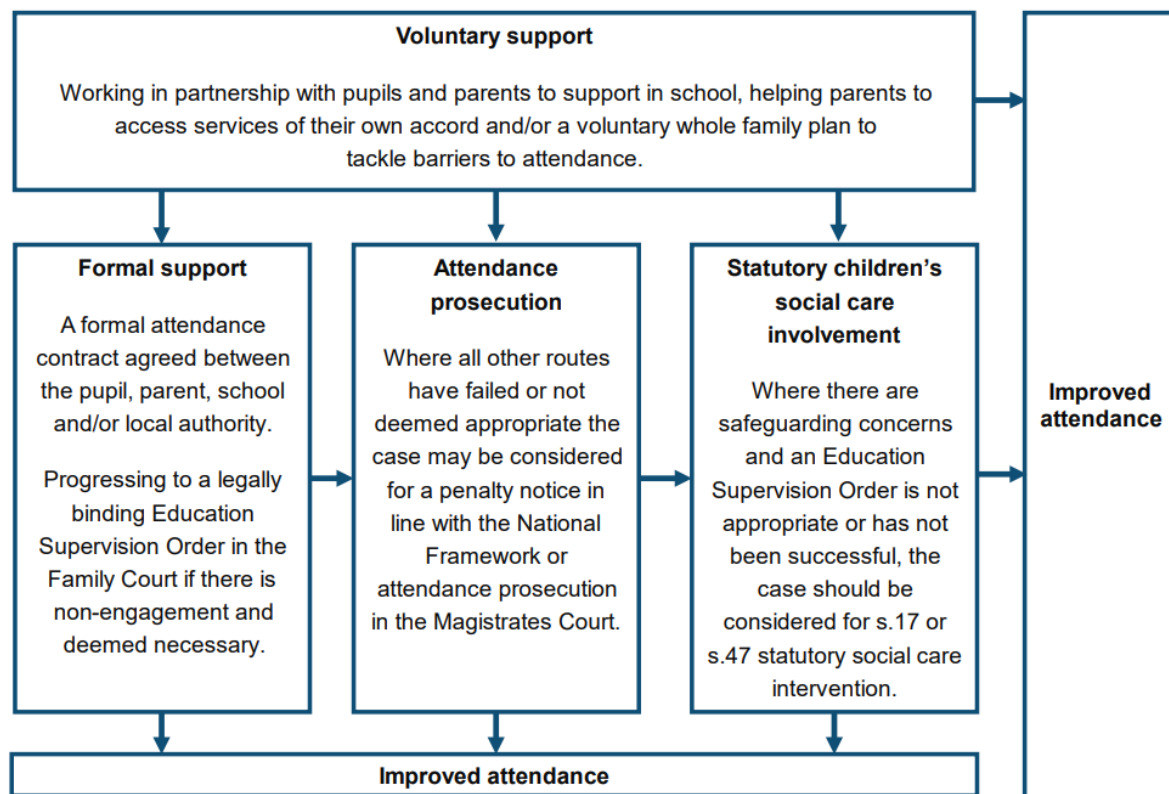 Voluntary support
Working in partnership with pupils and parents to support in school, helping parents to
access services of their own accord and/or a voluntary whole family plan to
tackle barriers to attendance.
Formal support
A formal attendance
contract agreed between
the pupil, parent, school
and/or local authority.
Progressing to a legally
binding Education
Supervision Order in the
Family Court if there is
non-engagement and
deemed necessary.
Attendance
prosecution
Where all other routes
have failed or not
deemed appropriate the
case may be considered
for a penalty notice in
line with the National
Framework or
attendance prosecution
in the Magistrates Court.
Statutory children’s
social care
involvement
Where there are
safeguarding concerns
and an Education
Supervision Order is not
appropriate or has not
been successful, the
case should be
considered for s.17 or
s.47 statutory social care
intervention.
Improved
attendance
Improved attendance